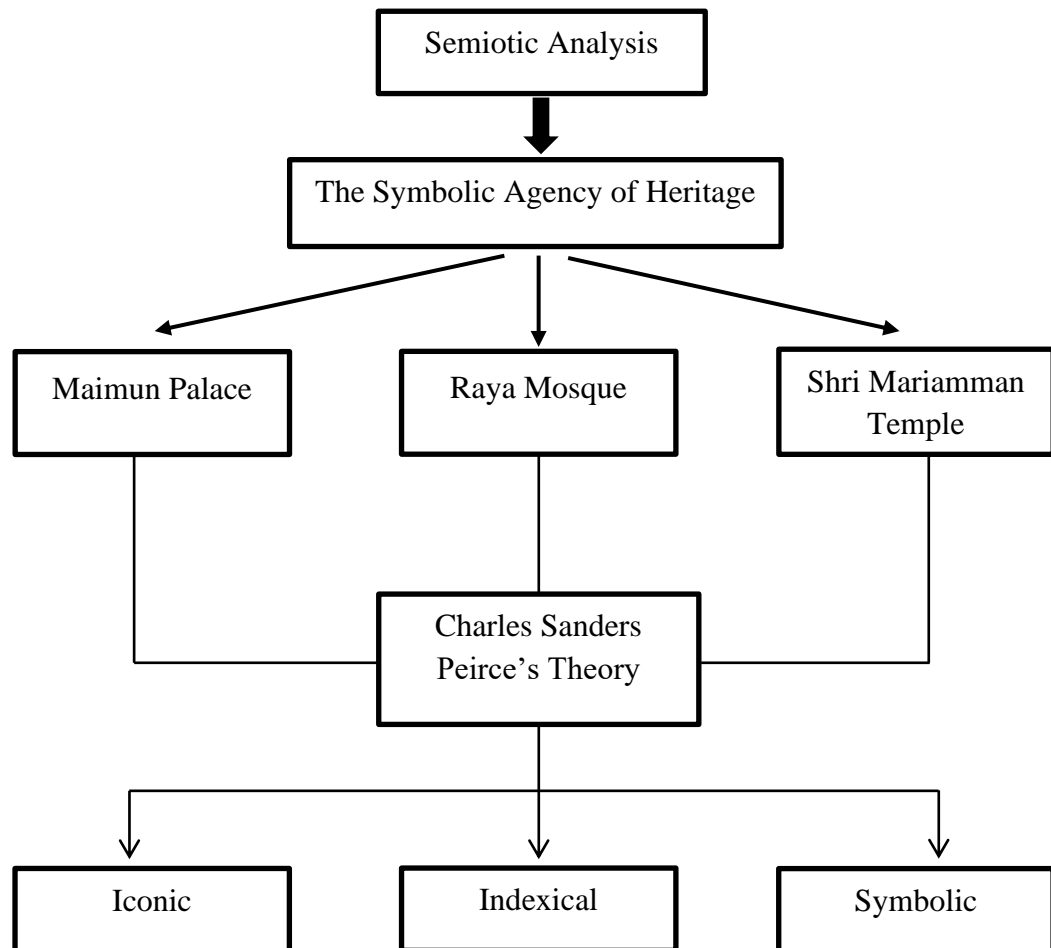 Semiotic Analysis
The Symbolic Agency of Heritage
Maimun Palace
Raya Mosque
Shri Mariamman
Temple
Charles Sanders
Peirce’s Theory
Iconic
Indexical
Symbolic